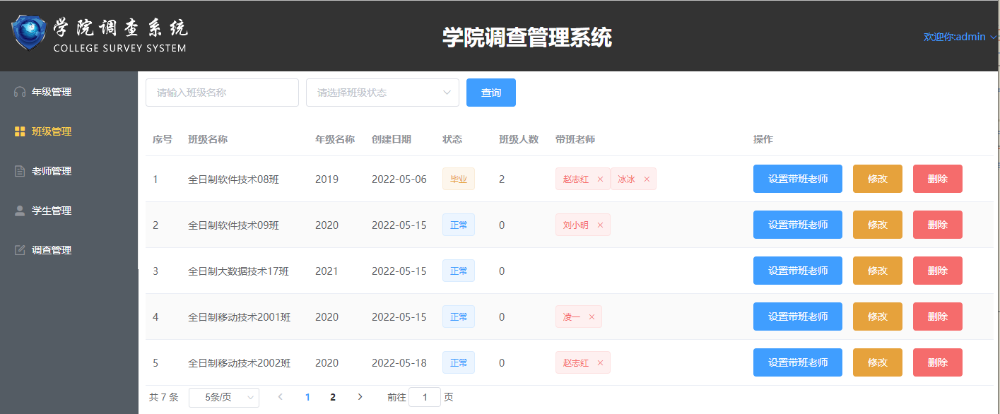 学院调查系统
COLLEGE SURVEY SYSTEM
学院调查管理系统
欢迎你:admin
年级管理
班级管理
老师管理
学生管理
调查管理
请输入班级名称 请选择班级状态 查询
序号 班级名称 年级名称 创建日期 状态 班级人数 带班老师 操作
1 全日制软件技术08班 2019 2022-05-06 毕业 2 赵志红 × 冰冰 × 设置带班老师 修改 删除
2 全日制软件技术09班 2020 2022-05-15 正常 0 刘小明 × 设置带班老师 修改 删除
3 全日制大数据技术17班 2021 2022-05-15 正常 0 设置带班老师 修改 删除
4 全日制移动技术2001班 2020 2022-05-15 正常 0 凌一 × 设置带班老师 修改 删除
5 全日制移动技术2002班 2020 2022-05-18 正常 0 赵志红 × 设置带班老师 修改 删除
共 7 条 5条/页 < 1 2 > 前往 1 页